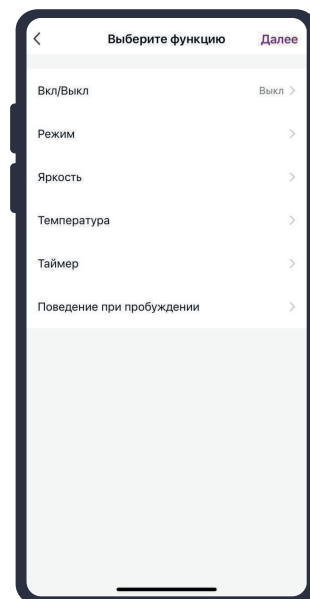 Выберите функцию Далее
Вкл/Выкл Выкл
Режим
Яркость
Температура
Таймер
Поведение при пробуждении